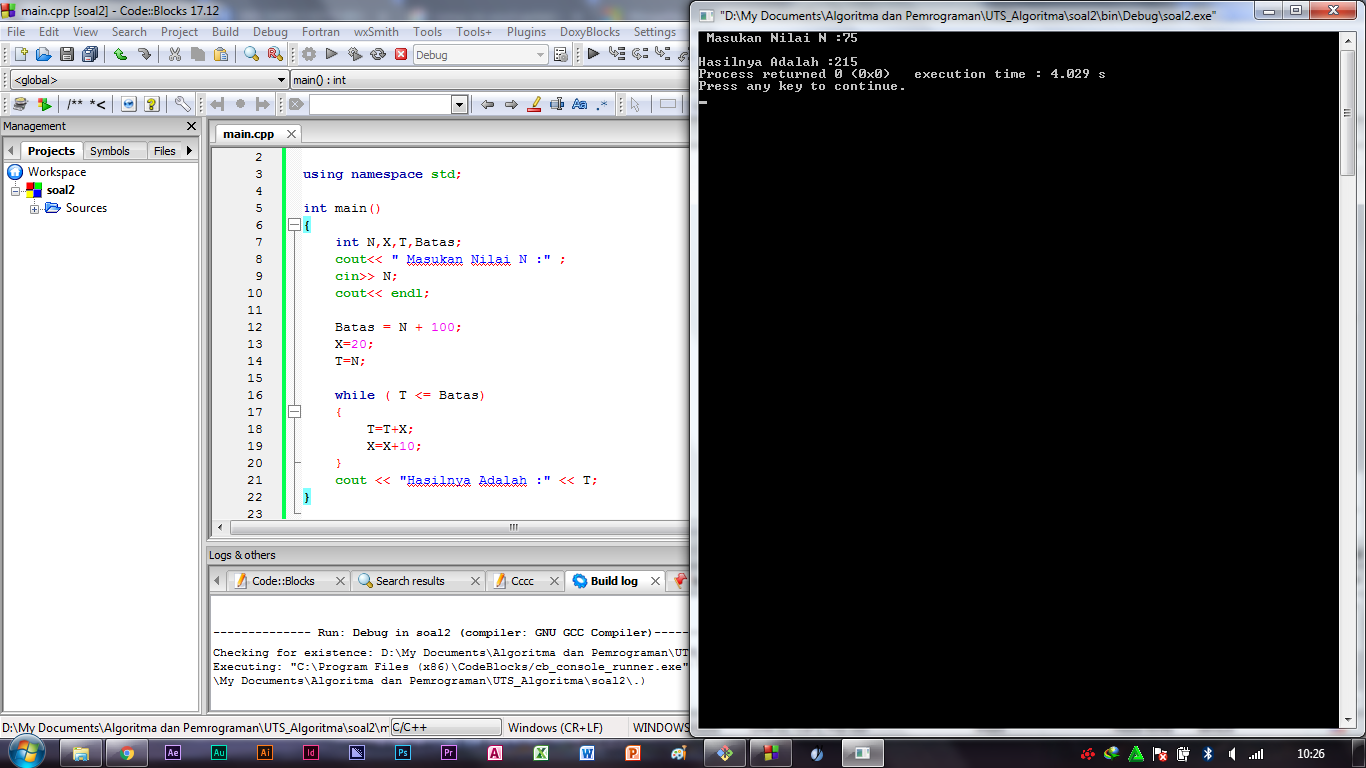 main.cpp [soal2] - Code::Blocks 17.12
File Edit View Search Project Build Debug Fortran wxSmith Tools Tools+ Plugins DoxyBlocks Settings
Debug
<global> main() : int
/** *< ? Aa .*
Management
Projects Symbols Files
Workspace
soal2
Sources
main.cpp
2
3 using namespace std;
4
5 int main()
6 {
7 int N,X,T,Batas;
8 cout<< " Masukan Nilai N :" ;
9 cin>> N;
10 cout<< endl;
11
12 Batas = N + 100;
13 X=20;
14 T=N;
15
16 while ( T <= Batas)
17 {
18 T=T+X;
19 X=X+10;
20 }
21 cout << "Hasilnya Adalah :" << T;
22 }
23
Logs & others
Code::Blocks Search results Cccc Build log
-------------- Run: Debug in soal2 (compiler: GNU GCC Compiler)-----
Checking for existence: D:\My Documents\Algoritma dan Pemrograman\UT
Executing: "C:\Program Files (x86)\CodeBlocks/cb_console_runner.exe"
\My Documents\Algoritma dan Pemrograman\UTS_Algoritma\soal2\.)
D:\My Documents\Algoritma dan Pemrograman\UTS_Algoritma\soal2\m C/C++ Windows (CR+LF) WINDOWS
"D:\My Documents\Algoritma dan Pemrograman\UTS_Algoritma\soal2\bin\Debug\soal2.exe"
Masukan Nilai N :75
Hasilnya Adalah :215
Process returned 0 (0x0) execution time : 4.029 s
Press any key to continue.
Ae Au Ai Id Ps Pr A X W P 10:26